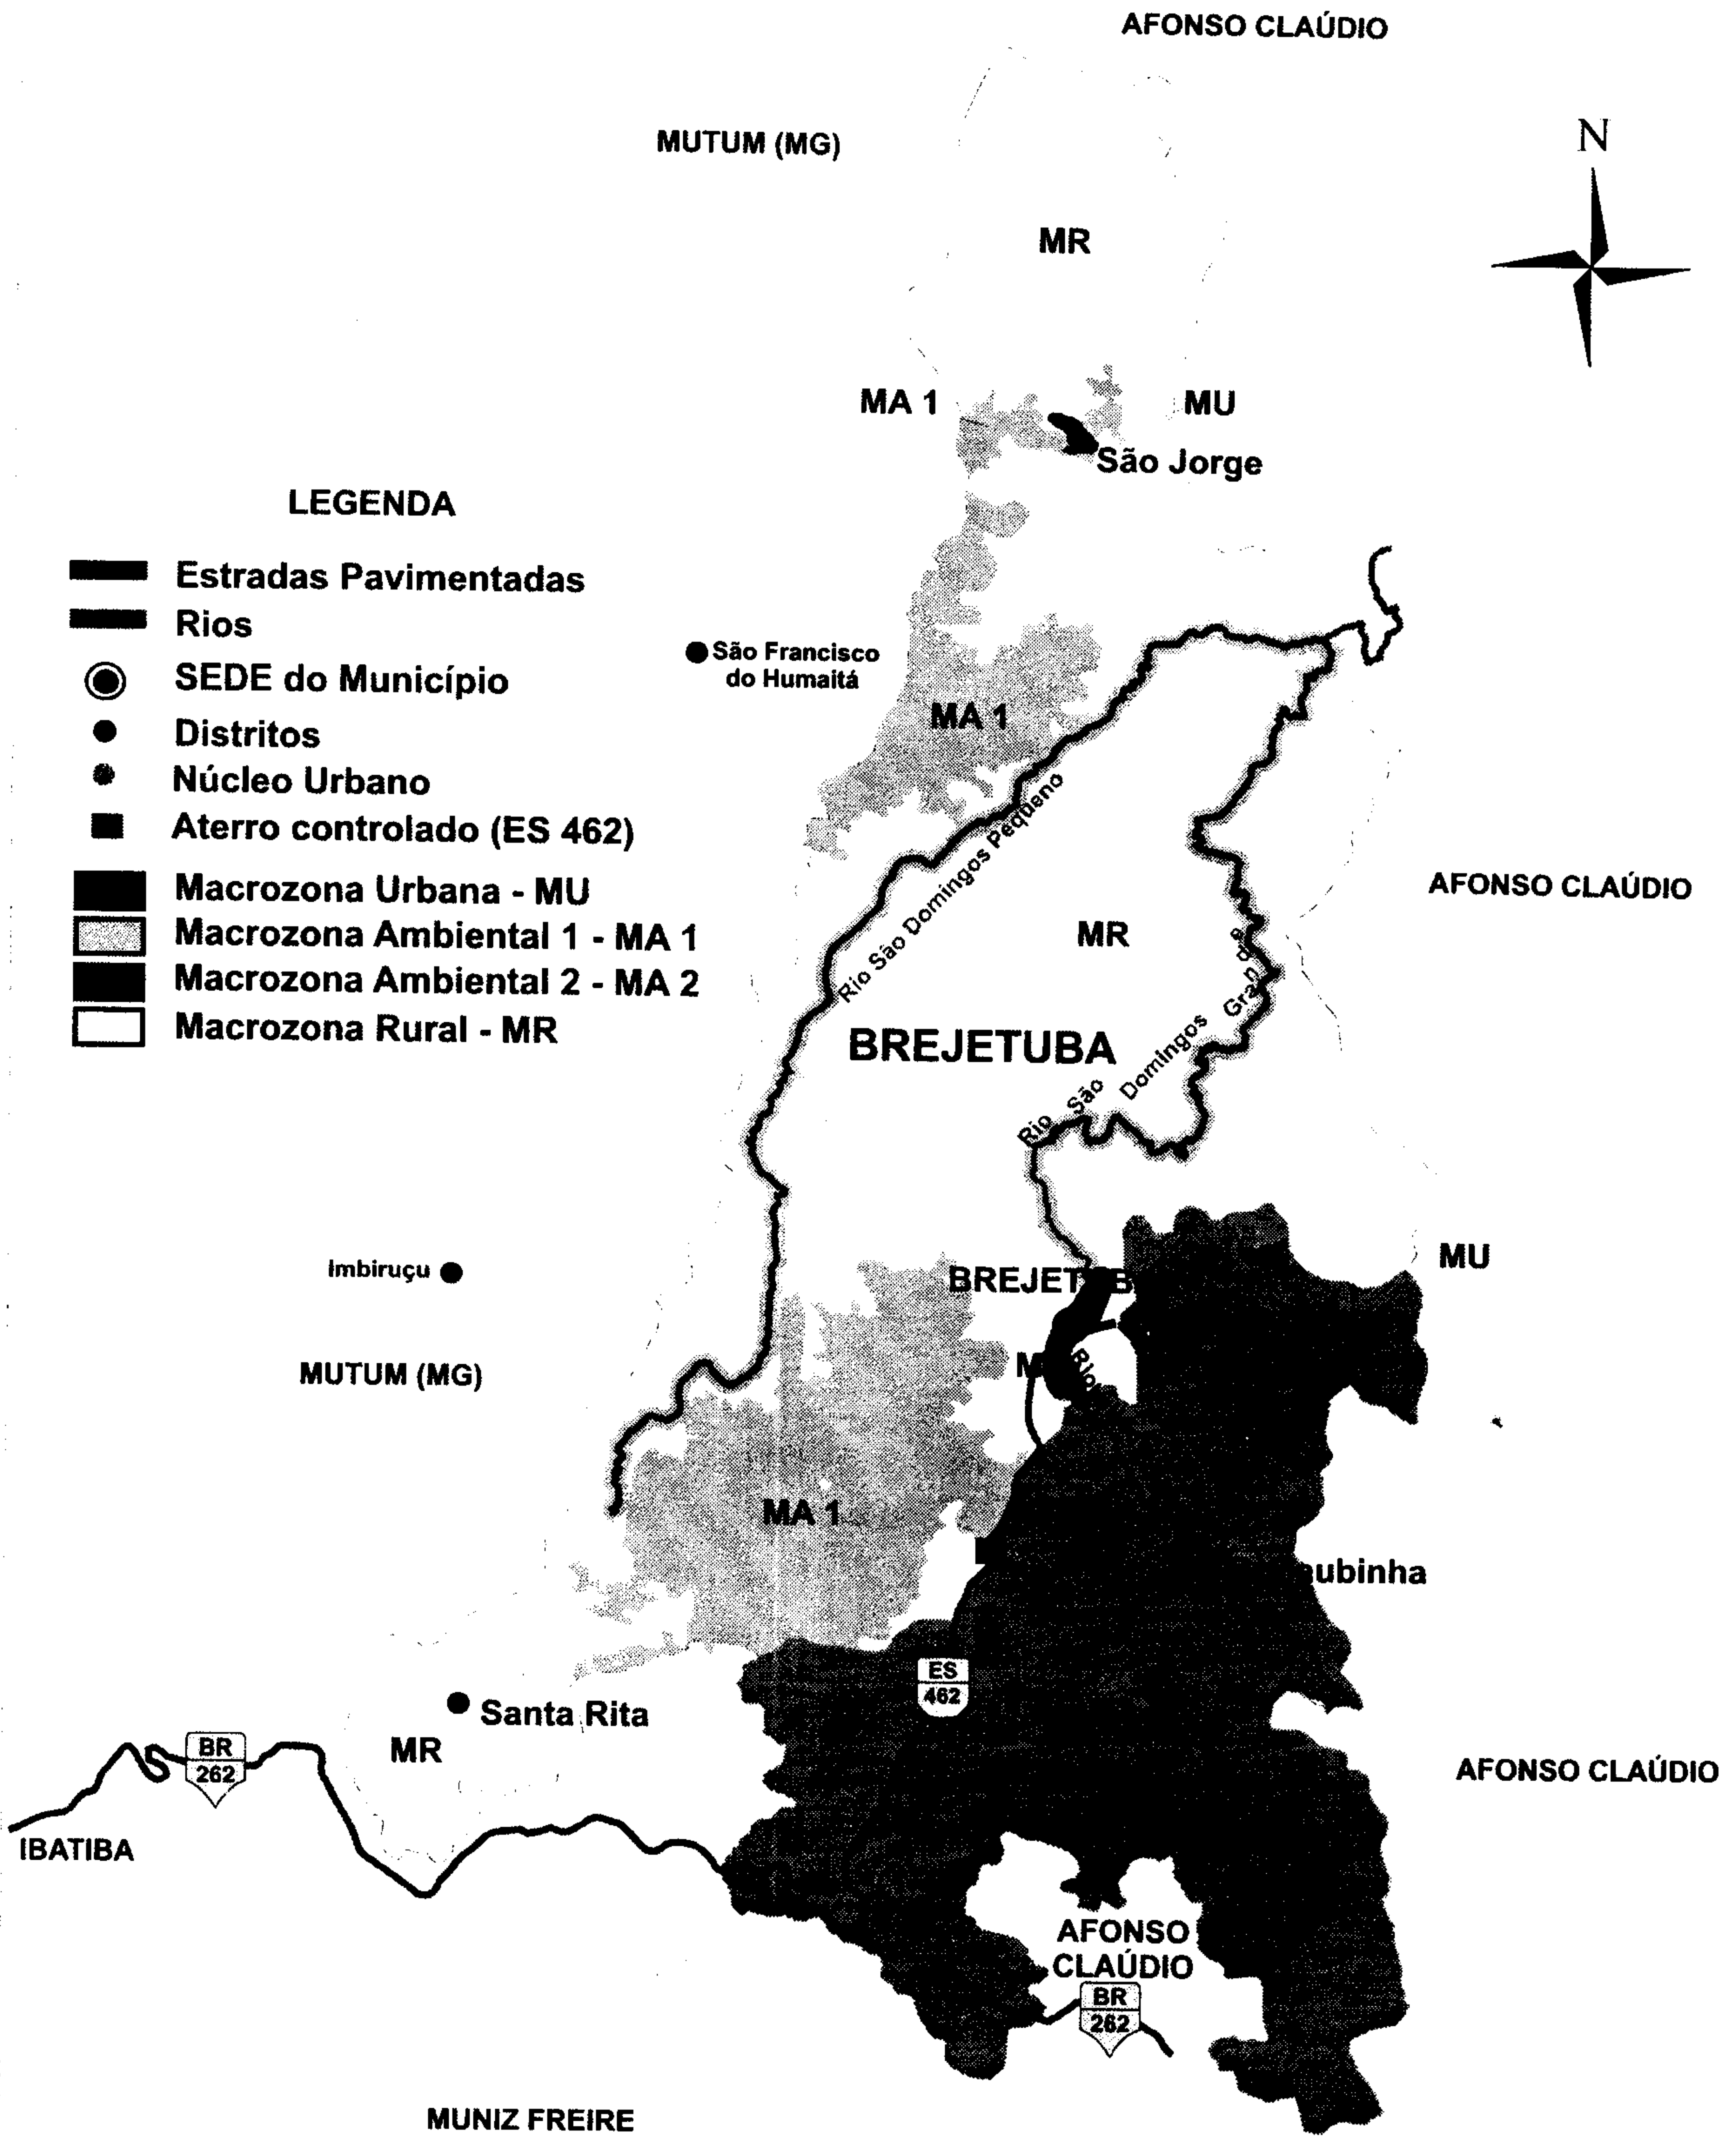 AFONSO CLAÚDIO
MUTUM (MG)
N
MR
MA 1
MU
São Jorge
LEGENDA
Estradas Pavimentadas
Rios
SEDE do Município
Distritos
Núcleo Urbano
Aterro controlado (ES 462)
Macrozona Urbana - MU
Macrozona Ambiental 1 - MA 1
Macrozona Ambiental 2 - MA 2
Macrozona Rural - MR
São Francisco
do Humaitá
MA 1
Rio São Domingos Pequeno
AFONSO CLAÚDIO
MR
BREJETUBA
Rio São Domingos Grande
MU
Imbiruçu
BREJETUB
MUTUM (MG)
Rio
MA 1
ubinha
ES
462
Santa Rita
MR
BR
262
AFONSO CLAÚDIO
IBATIBA
AFONSO
CLAÚDIO
BR
262
MUNIZ FREIRE